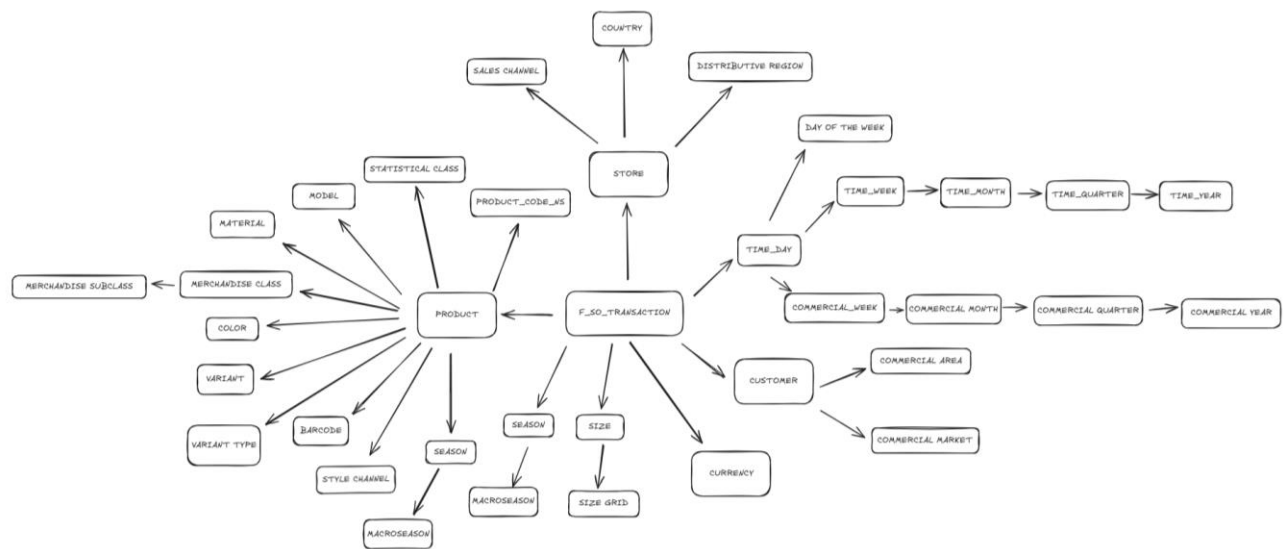 COUNTRY
SALES CHANNEL
DISTRIBUTIVE REGION
DAY OF THE WEEK
STATISTICAL CLASS
STORE
MODEL
PRODUCT_CODE_NS
TIME_WEEK
TIME_MONTH
TIME_QUARTER
TIME_YEAR
MATERIAL
TIME_DAY
MERCHANDISE SUBCLASS
MERCHANDISE CLASS
PRODUCT
F_SO_TRANSACTION
COMMERCIAL_WEEK
COMMERCIAL MONTH
COMMERCIAL QUARTER
COMMERCIAL YEAR
COLOR
VARIANT
CUSTOMER
COMMERCIAL AREA
VARIANT TYPE
BARCODE
SEASON
SEASON
SIZE
COMMERCIAL MARKET
STYLE CHANNEL
CURRENCY
MACROSEASON
MACROSEASON
SIZE GRID